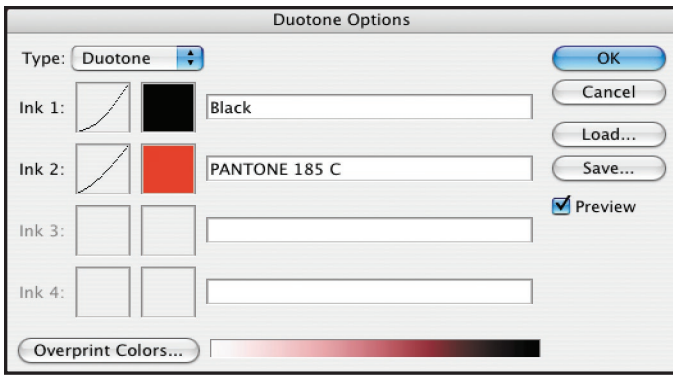 Duotone Options
Type: Duotone
OK
Ink 1: Black
Cancel
Load...
Ink 2: PANTONE 185 C
Save...
Preview
Ink 3:
Ink 4:
Overprint Colors...